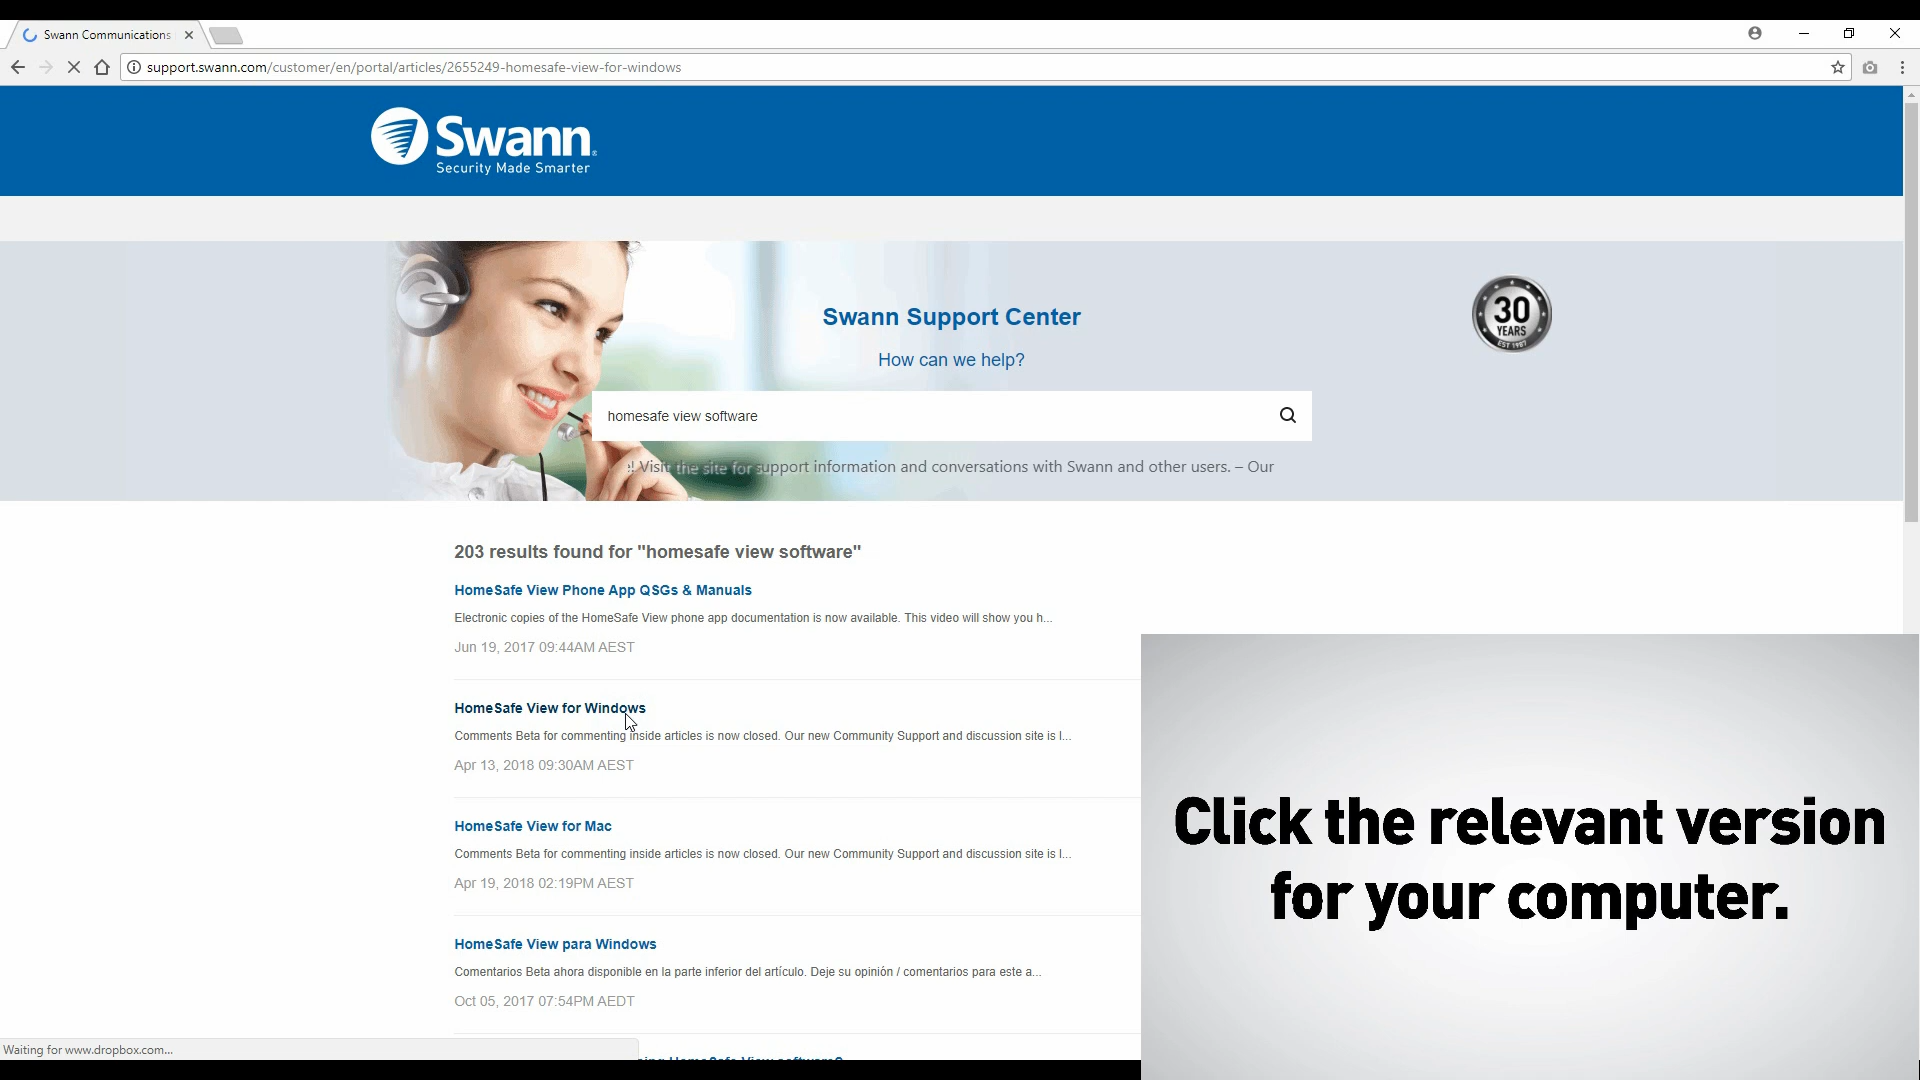 Swann Communications
support.swann.com/customer/en/portal/articles/2655249-homesafe-view-for-windows
Swann
Security Made Smarter
Swann Support Center
30
YEARS
EST 1987
How can we help?
homesafe view software
e! Visit the site for support information and conversations with Swann and other users. – Our
203 results found for "homesafe view software"
HomeSafe View Phone App QSGs & Manuals
Electronic copies of the HomeSafe View phone app documentation is now available. This video will show you h...
Jun 19, 2017 09:44AM AEST
HomeSafe View for Windows
Comments Beta for commenting inside articles is now closed. Our new Community Support and discussion site is l...
Apr 13, 2018 09:30AM AEST
HomeSafe View for Mac
Comments Beta for commenting inside articles is now closed. Our new Community Support and discussion site is l...
Apr 19, 2018 02:19PM AEST
HomeSafe View para Windows
Comentarios Beta ahora disponible en la parte inferior del artículo. Deje su opinión / comentarios para este a...
Oct 05, 2017 07:54PM AEDT
Click the relevant version
for your computer.
Waiting for www.dropbox.com...